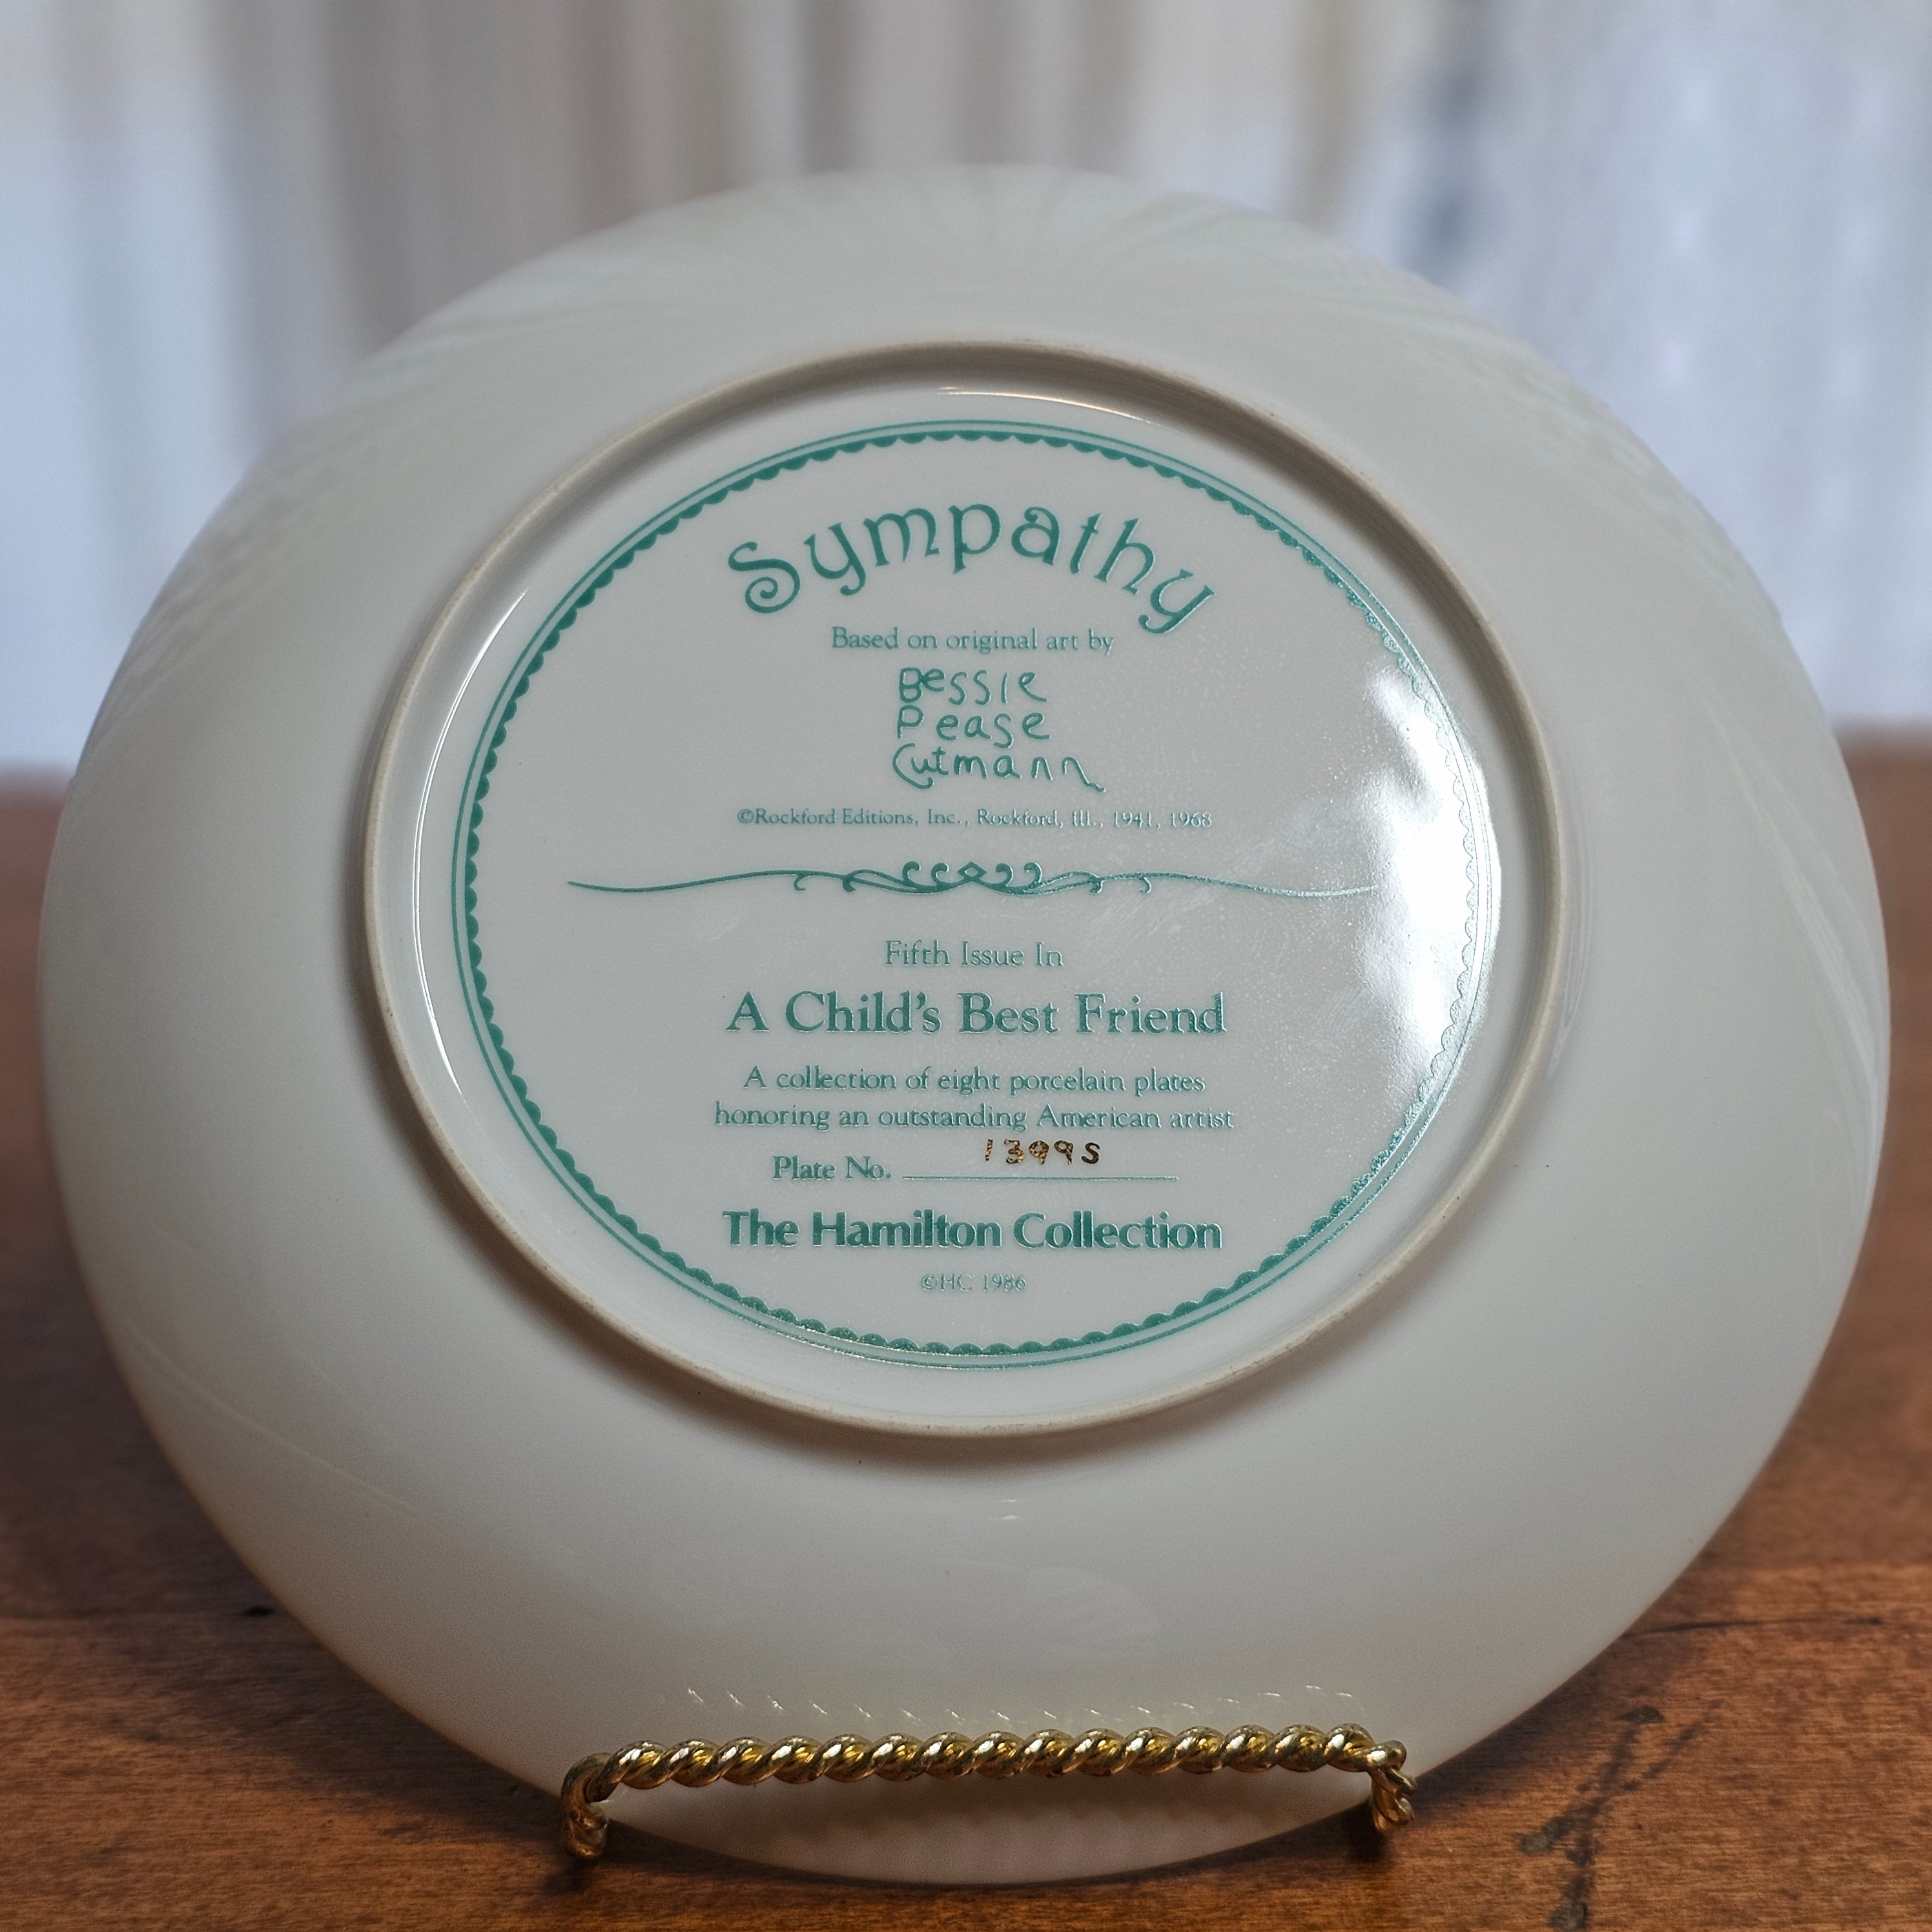 Sympathy
Based on original art by
Bessie
Pease
Gutmann
©Rockford Editions, Inc., Rockford, Ill., 1941, 1968
Fifth Issue In
A Child's Best Friend
A collection of eight porcelain plates
honoring an outstanding American artist
Plate No. 1399S
The Hamilton Collection
©HC 1986